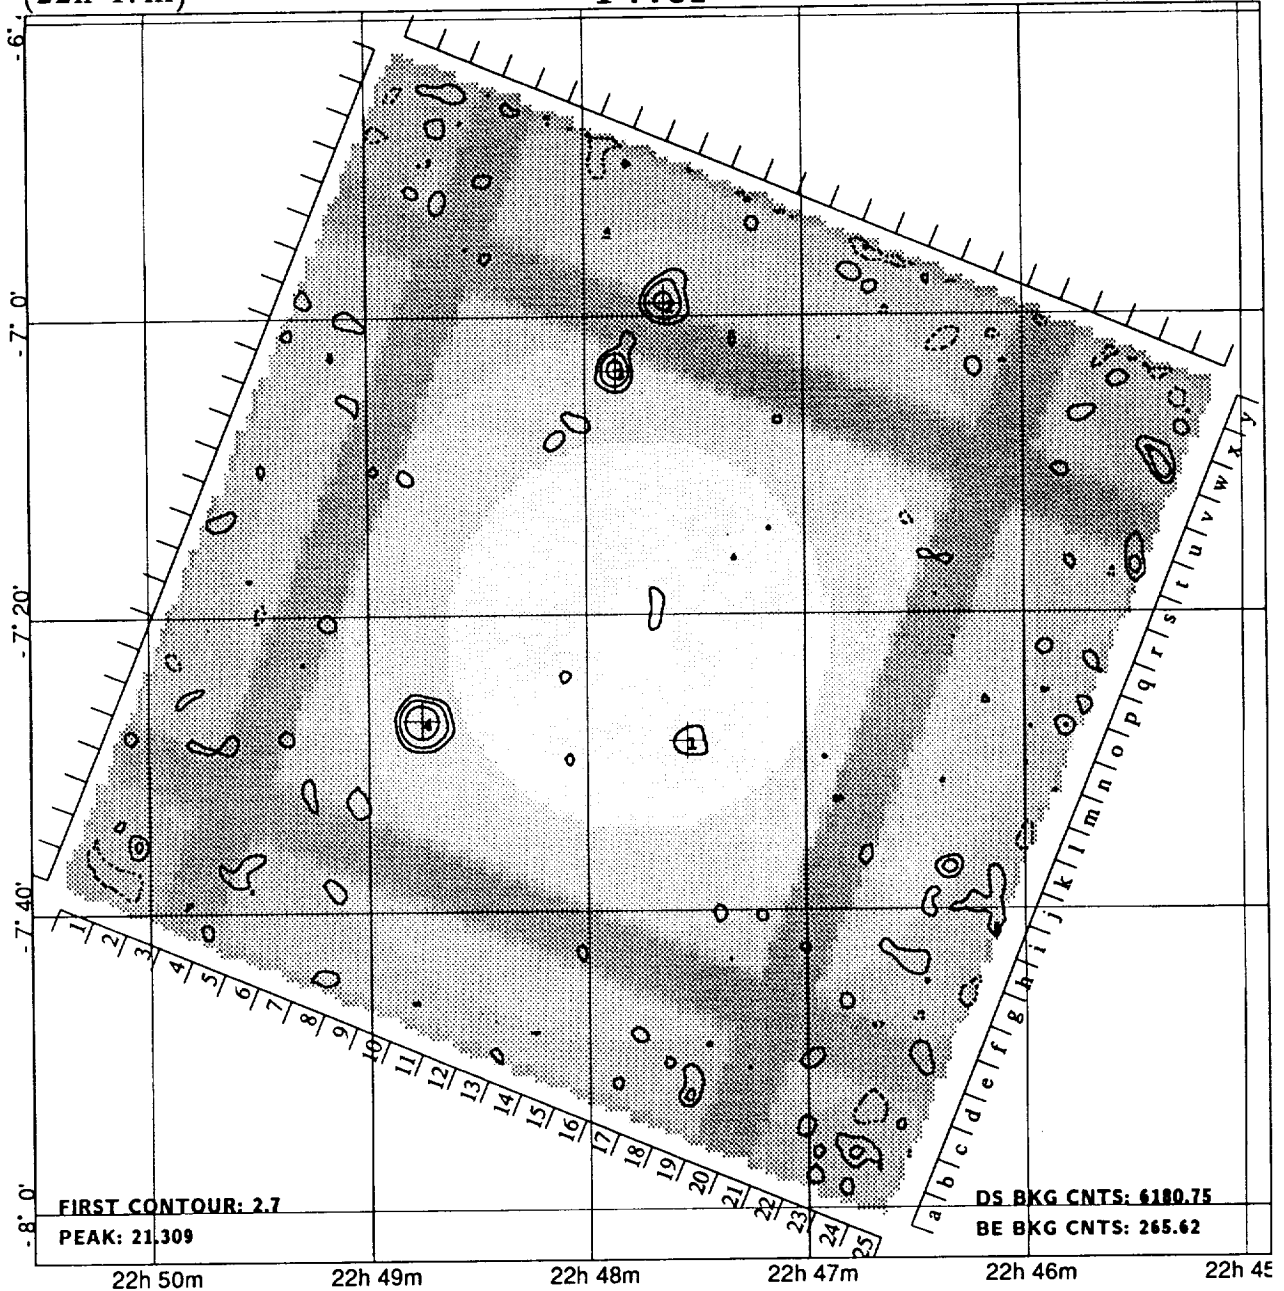 -6°
-7° 0'
-7° 20'
-7° 40'
-8° 0'
4
1
1 2 3 4 5 6 7 8 9 10 11 12 13 14 15 16 17 18 19 20 21 22 23 24 25
a b c d e f g h i j k l m n o p q r s t u v w x y
FIRST CONTOUR: 2.7
PEAK: 21.309
DS BKG CNTS: 6180.75
BE BKG CNTS: 265.62
22h 50m 22h 49m 22h 48m 22h 47m 22h 46m 22h 45